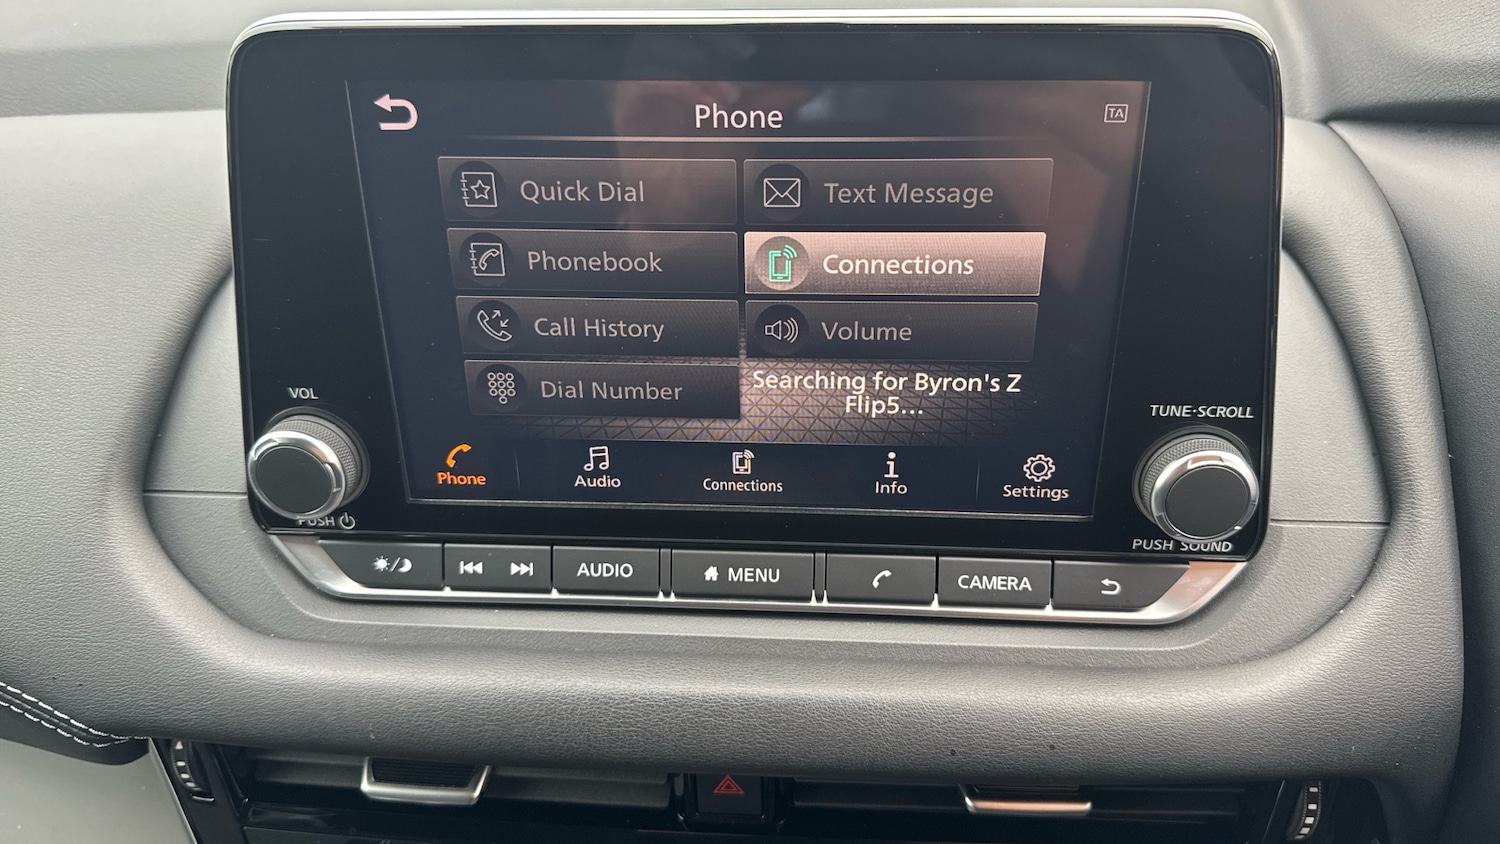 Phone
TA
Quick Dial
Text Message
Phonebook
Connections
Call History
Volume
Dial Number
Searching for Byron's Z
Flip5...
VOL
TUNE·SCROLL
Phone
Audio
Connections
Info
Settings
PUSH
PUSH SOUND
AUDIO
MENU
CAMERA